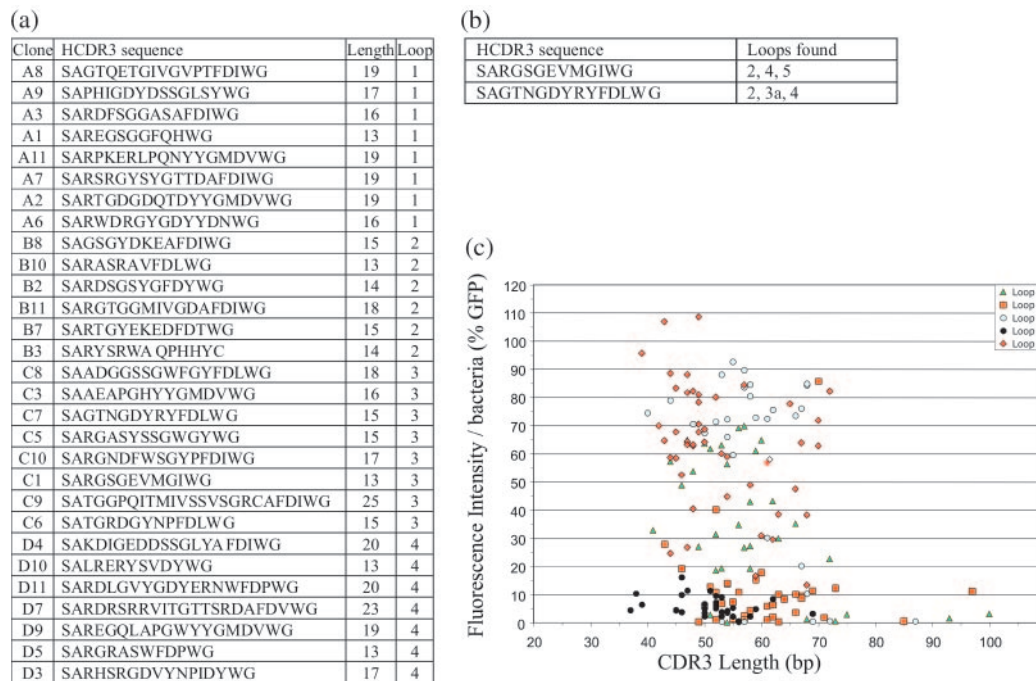 (a)
Clone HCDR3 sequence Length Loop
A8 SAGTQETGIVGVPTFDIWG 19 1
A9 SAPHIGDYDSSGLSYWG 17 1
A3 SARDFSGGASAFDIWG 16 1
A1 SAREGSGGFQHWG 13 1
A11 SARPKERLPQNYYGMDVWG 19 1
A7 SARSRGYSYGTTDAFDIWG 19 1
A2 SARTGDGDQTDYYGMDVWG 19 1
A6 SARWDRGYGDYYDNWG 16 1
B8 SAGSGYDKEAFDIWG 15 2
B10 SARASRAVFDLWG 13 2
B2 SARDSGSYGFDYWG 14 2
B11 SARGTGGMIVGDAFDIWG 18 2
B7 SARTGYEKEDFDTWG 15 2
B3 SARYSRWA QPHHYC 14 2
C8 SAADGGSSGWFGYFDLWG 18 3
C3 SAAEAPGHYYGMDVWG 16 3
C7 SAGTNGDYRYFDLWG 15 3
C5 SARGASYSSGWGYWG 15 3
C10 SARGNDFWSGYPFDIWG 17 3
C1 SARGSGEVMGIWG 13 3
C9 SATGGPQITMIVSSVSGRCAFDIWG 25 3
C6 SATGRDGYNPFDLWG 15 3
D4 SAKDIGEDDSSGLYAFDIWG 20 4
D10 SALRERYSVDYWG 13 4
D11 SARDLGVYGDYERNWFDPWG 20 4
D7 SARDRSRRVITGTTSRDAFDVWG 23 4
D9 SAREGQLAPGWYYGMDVWG 19 4
D5 SARGRASWFDPWG 13 4
D3 SARHSRGDVYNPIDYWG 17 4
(b)
HCDR3 sequence Loops found
SARGSGEVMGIWG 2, 4, 5
SAGTNGDYRYFDLWG 2, 3a, 4
(c)
Fluorescence Intensity / bacteria (% GFP)
120
110
100
90
80
70
60
50
40
30
20
10
0
20 30 40 50 60 70 80 90 100
CDR3 Length (bp)
Loop
Loop
Loop
Loop
Loop